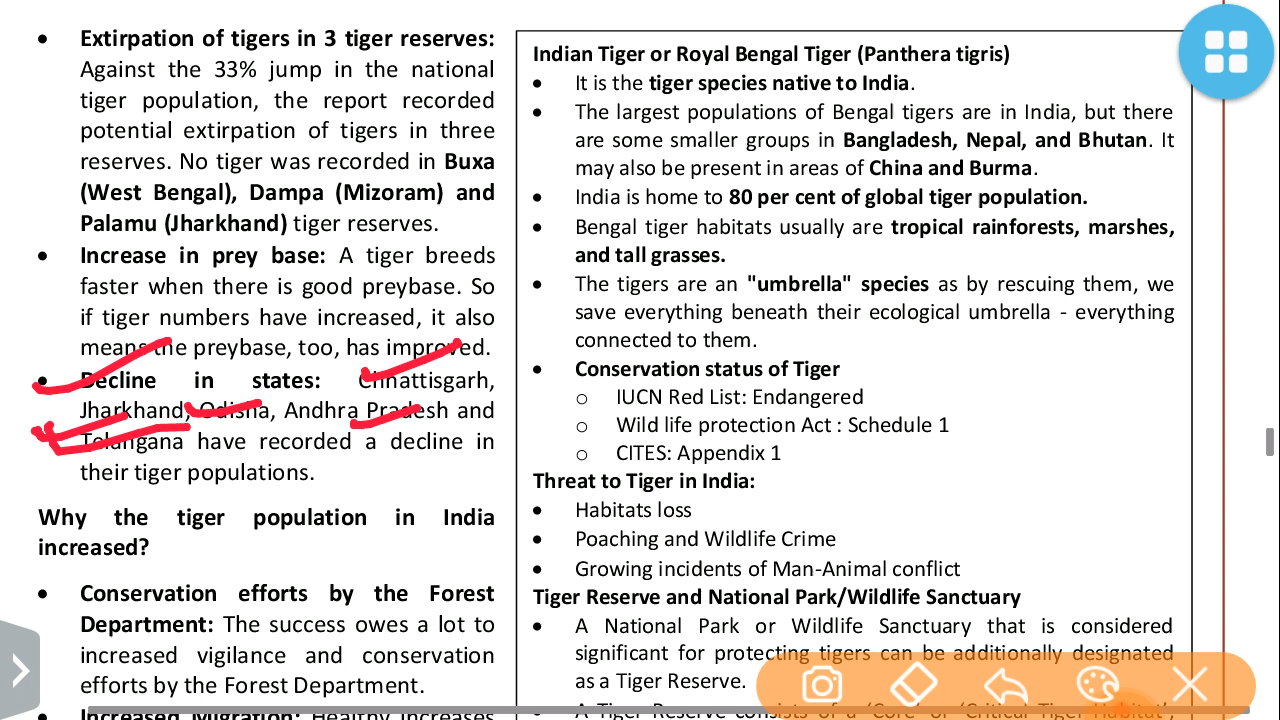 • Extirpation of tigers in 3 tiger reserves:
Against the 33% jump in the national
tiger population, the report recorded
potential extirpation of tigers in three
reserves. No tiger was recorded in Buxa
(West Bengal), Dampa (Mizoram) and
Palamu (Jharkhand) tiger reserves.
• Increase in prey base: A tiger breeds
faster when there is good preybase. So
if tiger numbers have increased, it also
means the preybase, too, has improved.
• Decline in states: Chhattisgarh,
Jharkhand, Odisha, Andhra Pradesh and
Telangana have recorded a decline in
their tiger populations.
Why the tiger population in India
increased?
• Conservation efforts by the Forest
Department: The success owes a lot to
increased vigilance and conservation
efforts by the Forest Department.
Increased Migration: Healthy increases
Indian Tiger or Royal Bengal Tiger (Panthera tigris)
• It is the tiger species native to India.
• The largest populations of Bengal tigers are in India, but there
are some smaller groups in Bangladesh, Nepal, and Bhutan. It
may also be present in areas of China and Burma.
• India is home to 80 per cent of global tiger population.
• Bengal tiger habitats usually are tropical rainforests, marshes,
and tall grasses.
• The tigers are an "umbrella" species as by rescuing them, we
save everything beneath their ecological umbrella - everything
connected to them.
• Conservation status of Tiger
o IUCN Red List: Endangered
o Wild life protection Act : Schedule 1
o CITES: Appendix 1
Threat to Tiger in India:
• Habitats loss
• Poaching and Wildlife Crime
• Growing incidents of Man-Animal conflict
Tiger Reserve and National Park/Wildlife Sanctuary
• A National Park or Wildlife Sanctuary that is considered
significant for protecting tigers can be additionally designated
as a Tiger Reserve.
• A Tiger Reserve consists of a 'Core' or 'Critical Tiger Habitat',